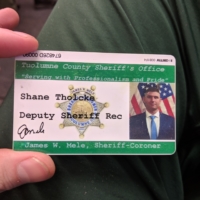 Tuolumne County Sheriff's Office
"Serving with Professionalism and Pride"
Shane Tholcke
Deputy Sheriff Rec
James W. Mele, Sheriff-Coroner